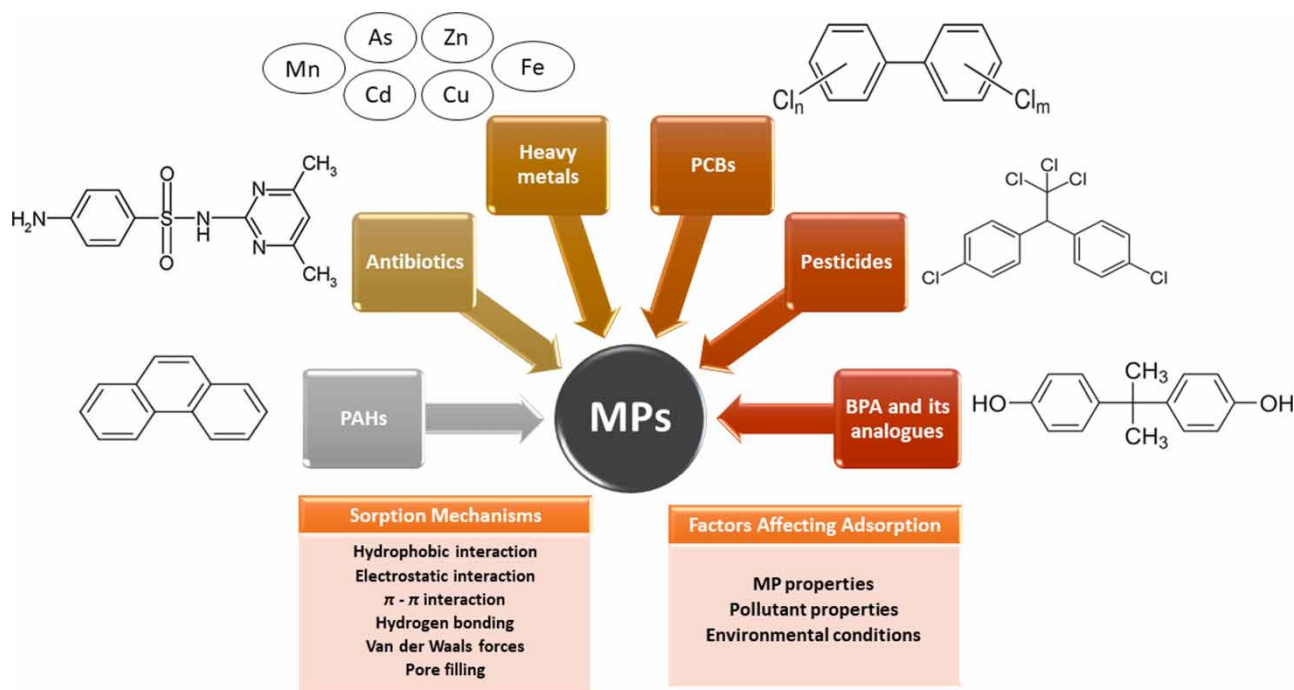 As
Zn
Mn
Fe
Cd
Cu
Cln
Clm
Heavy
metals
PCBs
CH3
O
N
H2N
S
NH
N
O
CH3
Cl
Cl
Cl
Cl
Cl
Antibiotics
Pesticides
MPs
PAHs
BPA and its
analogues
CH3
HO
OH
CH3
Sorption Mechanisms
Hydrophobic interaction
Electrostatic interaction
π - π interaction
Hydrogen bonding
Van der Waals forces
Pore filling
Factors Affecting Adsorption
MP properties
Pollutant properties
Environmental conditions